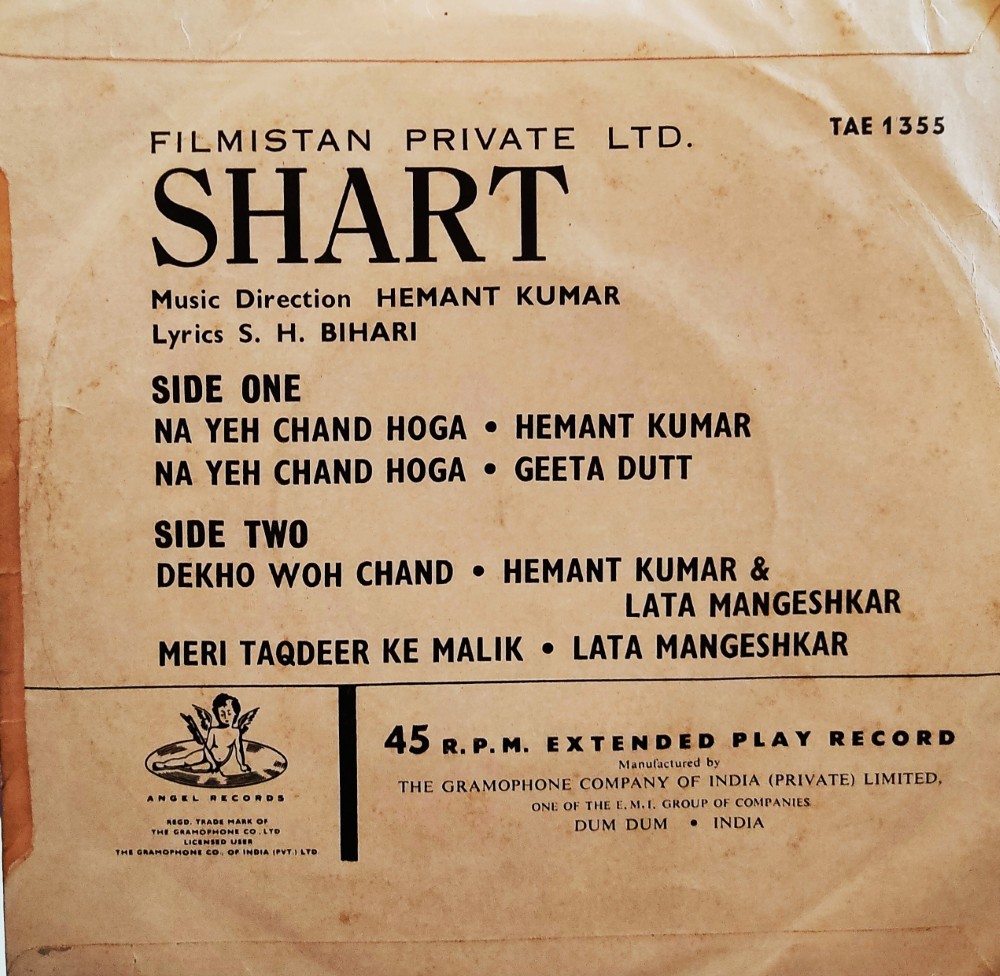 FILMISTAN PRIVATE LTD.
TAE 1355
SHART
Music Direction HEMANT KUMAR
Lyrics S. H. BIHARI
SIDE ONE
NA YEH CHAND HOGA • HEMANT KUMAR
NA YEH CHAND HOGA • GEETA DUTT
SIDE TWO
DEKHO WOH CHAND • HEMANT KUMAR &
LATA MANGESHKAR
MERI TAQDEER KE MALIK • LATA MANGESHKAR
ANGEL RECORDS
REGD. TRADE MARK OF
THE GRAMOPHONE CO. LTD
LICENSED USER
THE GRAMOPHONE CO., OF INDIA (PVT.) LTD.
45 R.P.M. EXTENDED PLAY RECORD
Manufactured by
THE GRAMOPHONE COMPANY OF INDIA (PRIVATE) LIMITED,
ONE OF THE E.M.I. GROUP OF COMPANIES
DUM DUM • INDIA